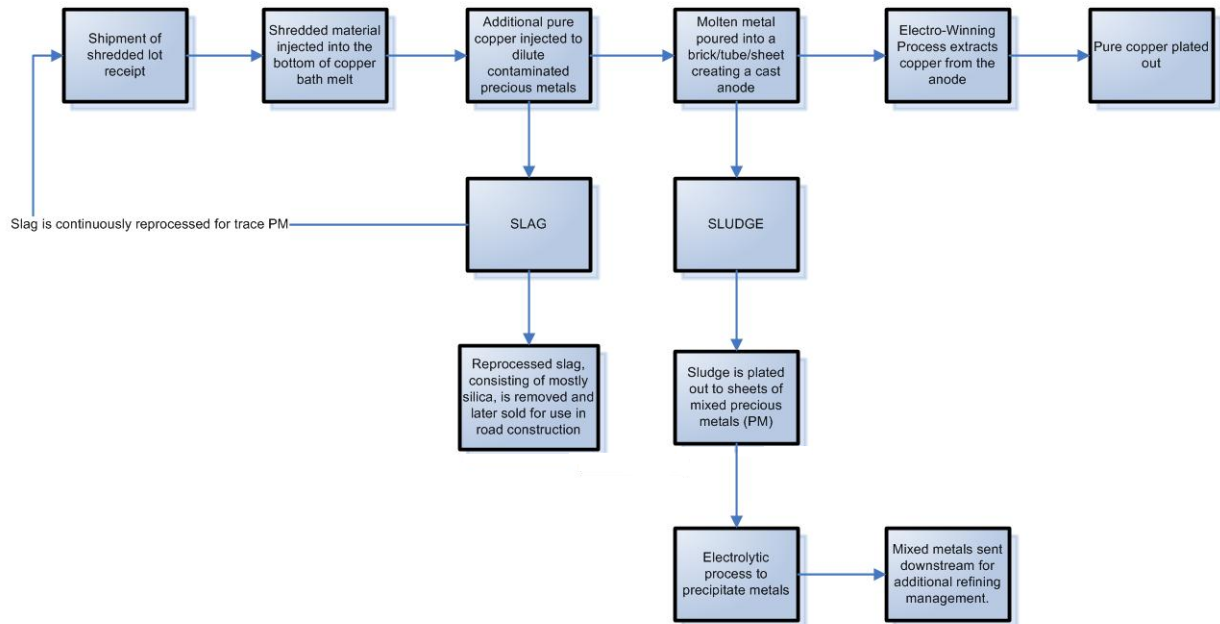 Shipment of
shredded lot
receipt
Shredded material
injected into the
bottom of copper
bath melt
Additional pure
copper injected to
dilute
contaminated
precious metals
Molten metal
poured into a
brick/tube/sheet
creating a cast
anode
Electro-Winning
Process extracts
copper from the
anode
Pure copper plated
out
Slag is continuously reprocessed for trace PM
SLAG
SLUDGE
Reprocessed slag,
consisting of mostly
silica, is removed and
later sold for use in
road construction
Sludge is plated
out to sheets of
mixed precious
metals (PM)
Electrolytic
process to
precipitate metals
Mixed metals sent
downstream for
additional refining
management.